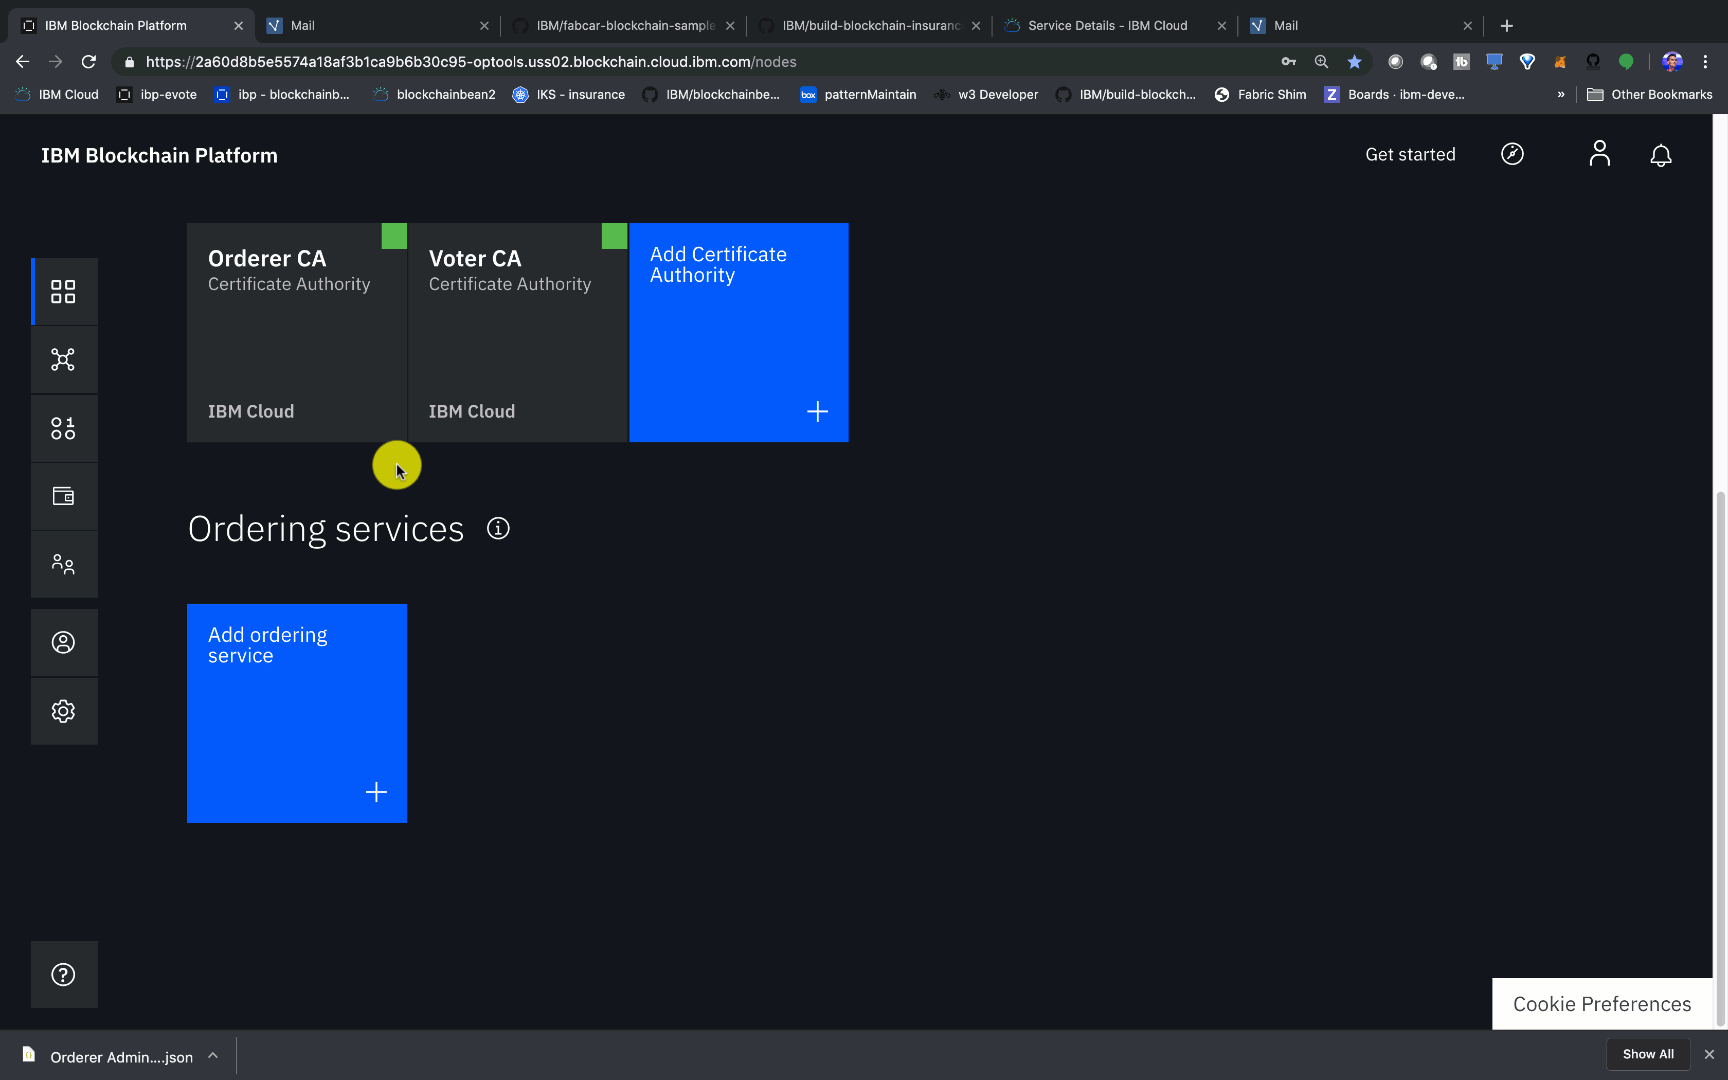 IBM Blockchain Platform
Mail
IBM/fabcar-blockchain-sample
IBM/build-blockchain-insuranc
Service Details - IBM Cloud
Mail
https://2a60d8b5e5574a18af3b1ca9b6b30c95-optools.uss02.blockchain.cloud.ibm.com/nodes
IBM Cloud
ibp-evote
ibp - blockchainb...
blockchainbean2
IKS - insurance
IBM/blockchainbe...
box
patternMaintain
w3 Developer
IBM/build-blockch...
Fabric Shim
Z
Boards · ibm-deve...
»
Other Bookmarks
IBM Blockchain Platform
Get started
Orderer CA
Certificate Authority
IBM Cloud
Voter CA
Certificate Authority
IBM Cloud
Add Certificate
Authority
Ordering services
Add ordering
service
Cookie Preferences
Orderer Admin....json
Show All